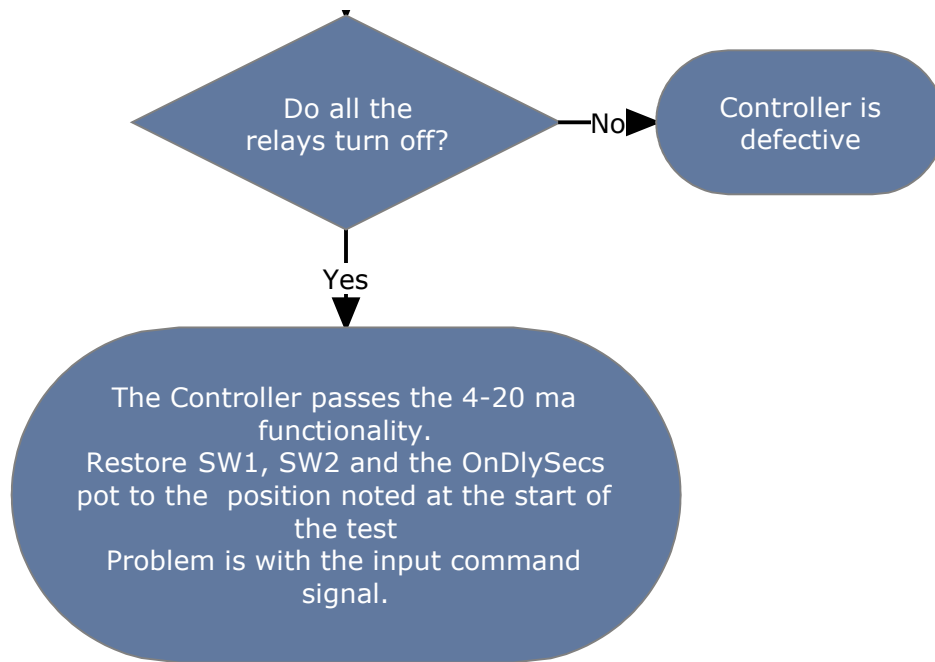 Do all the
relays turn off?
No
Controller is
defective
Yes
The Controller passes the 4-20 ma
functionality.
Restore SW1, SW2 and the OnDlySecs
pot to the  position noted at the start of
the test
Problem is with the input command
signal.